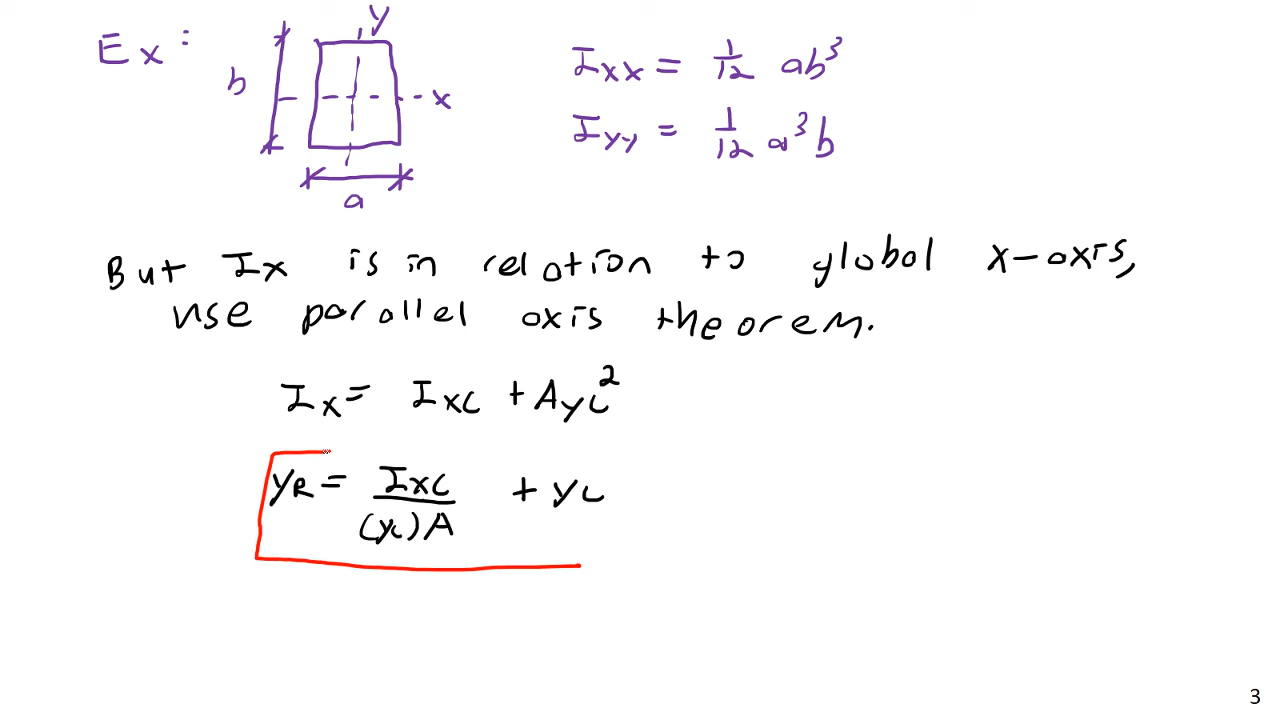 Ex:
y
b
x
a
Ixx = 1/12 ab³
Iyy = 1/12 a³b
But Ix is in relation to global x-axis,
use parallel axis theorem.
Ix = Ixc + Ayc²
yR = Ixc/(yc)A + yc
3